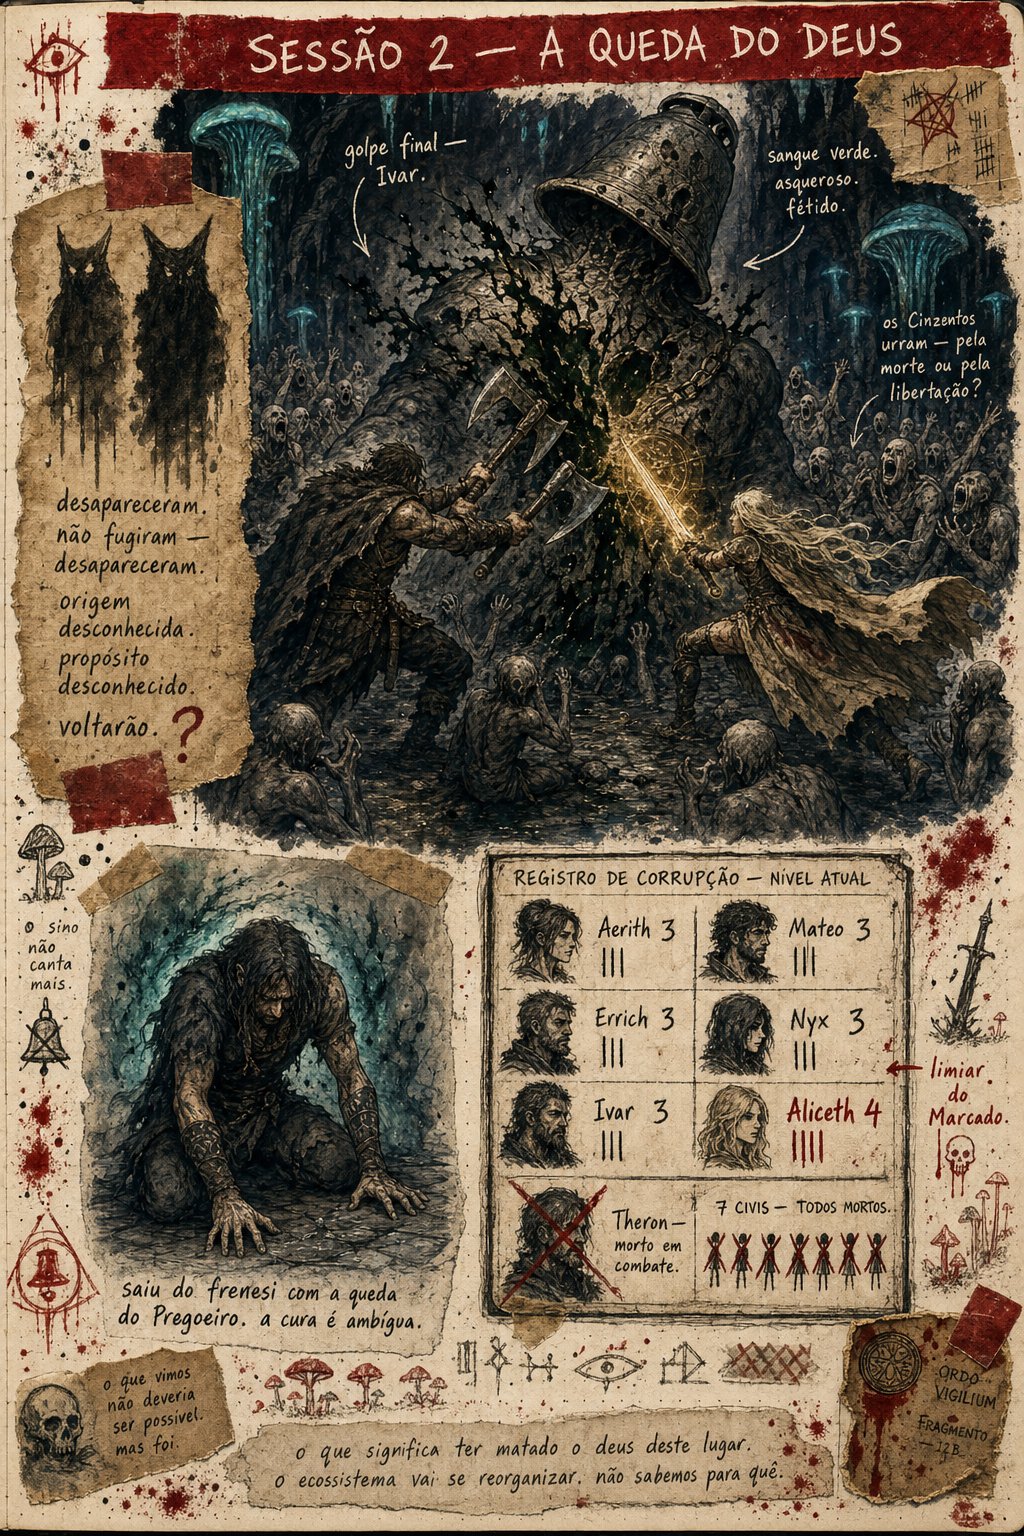 SESSÃO 2 — A QUEDA DO DEUS
golpe final —
Ivar.
sangue verde.
asqueroso.
fétido.
os Cinzentos
urram — pela
morte ou pela
libertação?
desapareceram.
não fugiram —
desapareceram.
origem
desconhecida.
propósito
desconhecido.
voltarão. ?
o sino
não
canta
mais.
saiu do frenesi com a queda
do Pregoeiro. a cura é ambígua.
REGISTRO DE CORRUPÇÃO — NÍVEL ATUAL
Aerith 3
Mateo 3
Errich 3
Nyx 3
Ivar 3
Aliceth 4
limiar
do
Marcado.
Theron —
morto em
combate.
7 CIVIS — TODOS MORTOS.
o que vimos
não deveria
ser possível.
mas foi.
o que significa ter matado o deus deste lugar.
o ecossistema vai se reorganizar. não sabemos para quê.
ORDO
VIGILIUM
FRAGMENTO
— 12B